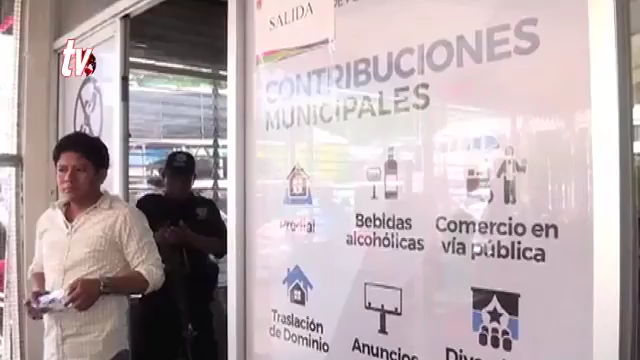 tv
SALIDA
CONTRIBUCIONES
MUNICIPALES
Predial
Bebidas
alcohólicas
Comercio en
vía pública
Traslación
de Dominio
Anuncios